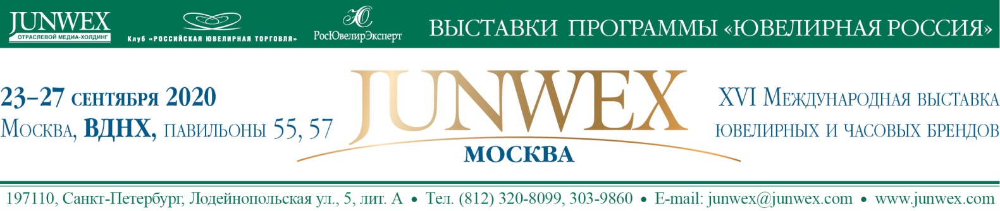 JUNWEX
ОТРАСЛЕВОЙ МЕДИА-ХОЛДИНГ
Клуб «РОССИЙСКАЯ ЮВЕЛИРНАЯ ТОРГОВЛЯ»
РосЮвелирЭксперт
ВЫСТАВКИ ПРОГРАММЫ «ЮВЕЛИРНАЯ РОССИЯ»
23–27 СЕНТЯБРЯ 2020
МОСКВА, ВДНХ, ПАВИЛЬОНЫ 55, 57
JUNWEX
МОСКВА
XVI МЕЖДУНАРОДНАЯ ВЫСТАВКА
ЮВЕЛИРНЫХ И ЧАСОВЫХ БРЕНДОВ
197110, Санкт-Петербург, Лодейнопольская ул., 5, лит. А • Тел. (812) 320-8099, 303-9860 • E-mail: junwex@junwex.com • www.junwex.com